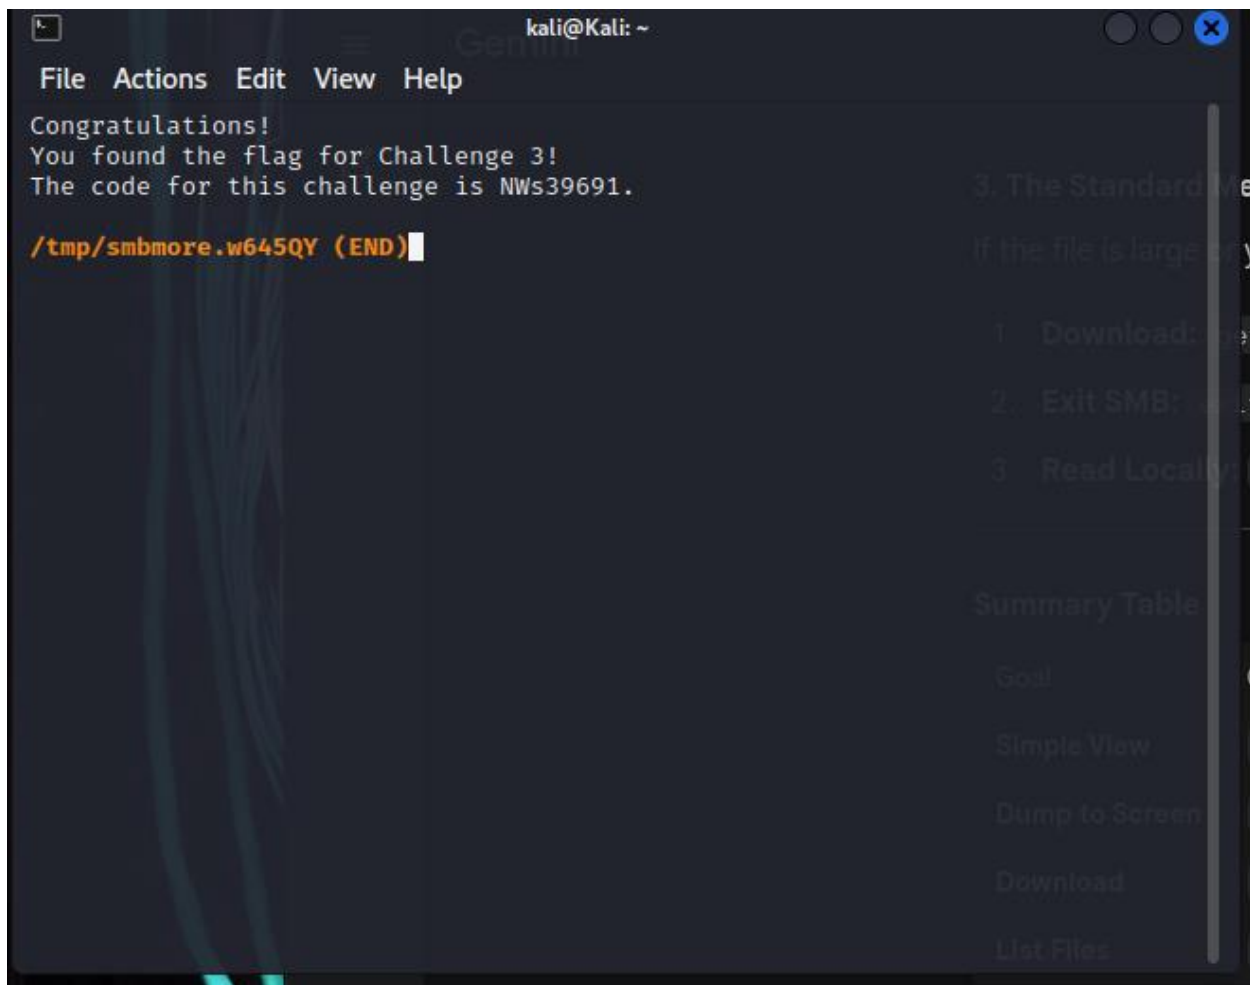 kali@Kali: ~
Gemini
File Actions Edit View Help
Congratulations!
You found the flag for Challenge 3!
The code for this challenge is NWs39691.
/tmp/smbmore.w645QY (END)
3. The Standard Me
If the file is large or y
1 Download:
2. Exit SMB:
3 Read Locally:
Summary Table
Goal
Simple View
Dump to Screen
Download
List Files